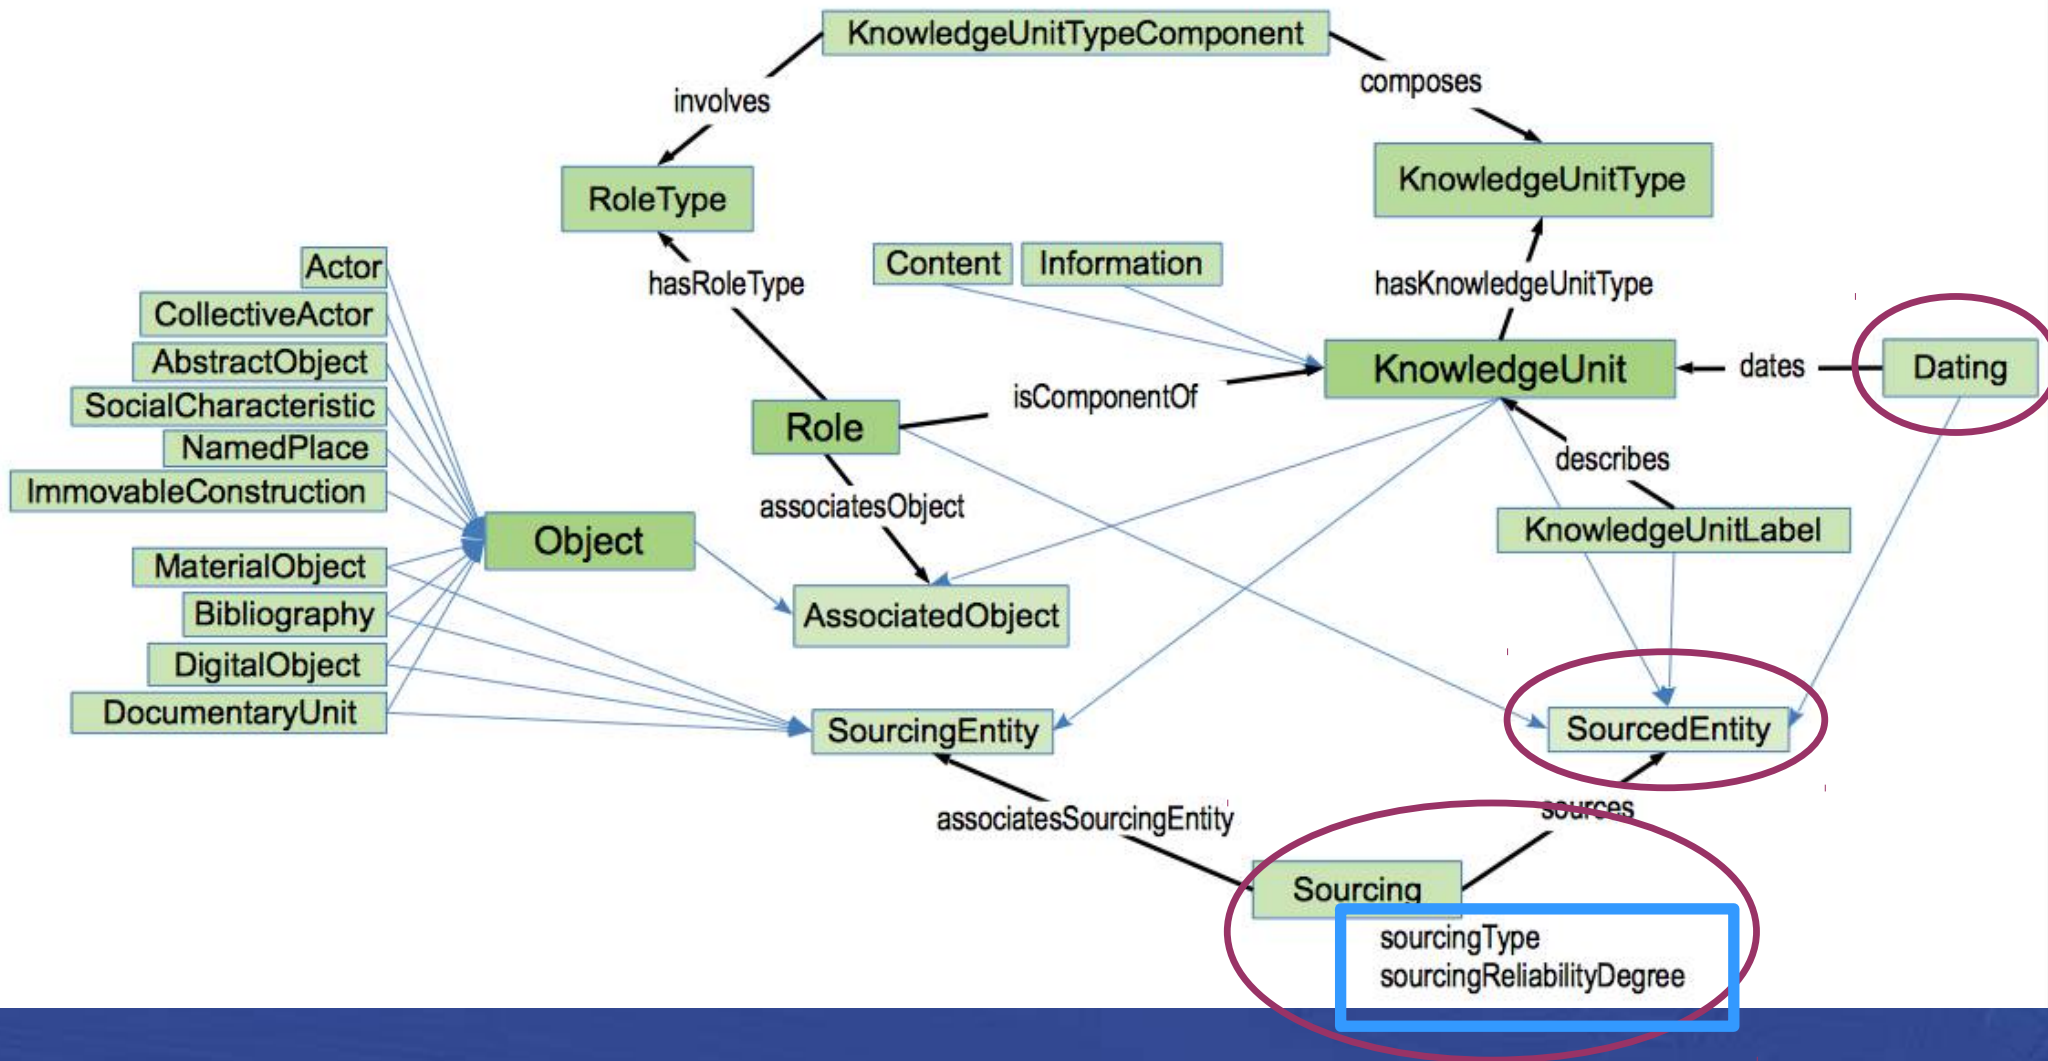 KnowledgeUnitTypeComponent
composes
involves
KnowledgeUnitType
RoleType
Actor
Content
Information
hasRoleType
hasKnowledgeUnitType
CollectiveActor
AbstractObject
KnowledgeUnit
dates
Dating
SocialCharacteristic
isComponentOf
Role
NamedPlace
describes
ImmovableConstruction
associatesObject
KnowledgeUnitLabel
Object
MaterialObject
Bibliography
AssociatedObject
DigitalObject
DocumentaryUnit
SourcingEntity
SourcedEntity
associatesSourcingEntity
sources
Sourcing
sourcingType
sourcingReliabilityDegree